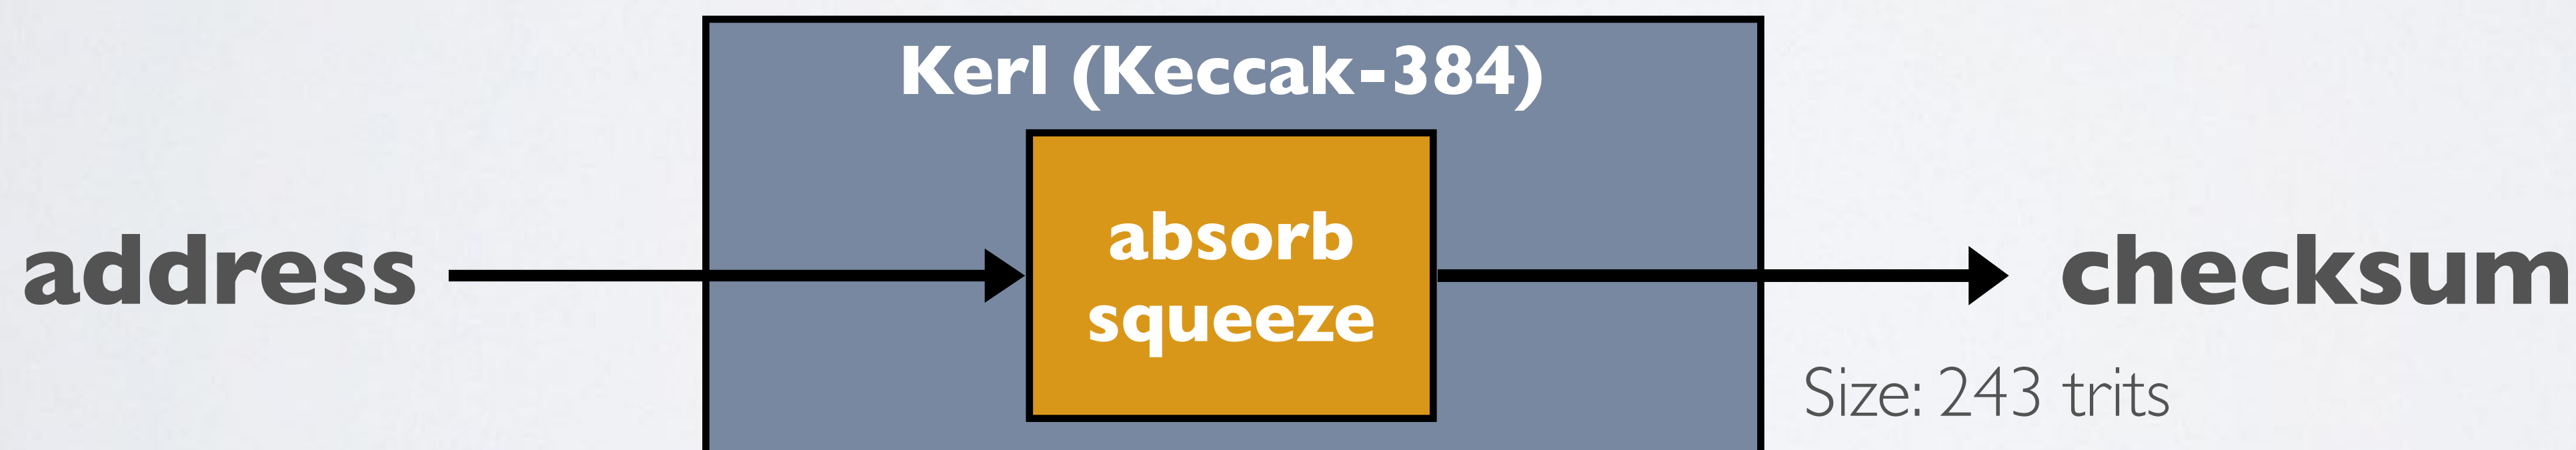 Kerl (Keccak-384)
address
absorb
squeeze
checksum
Size: 243 trits